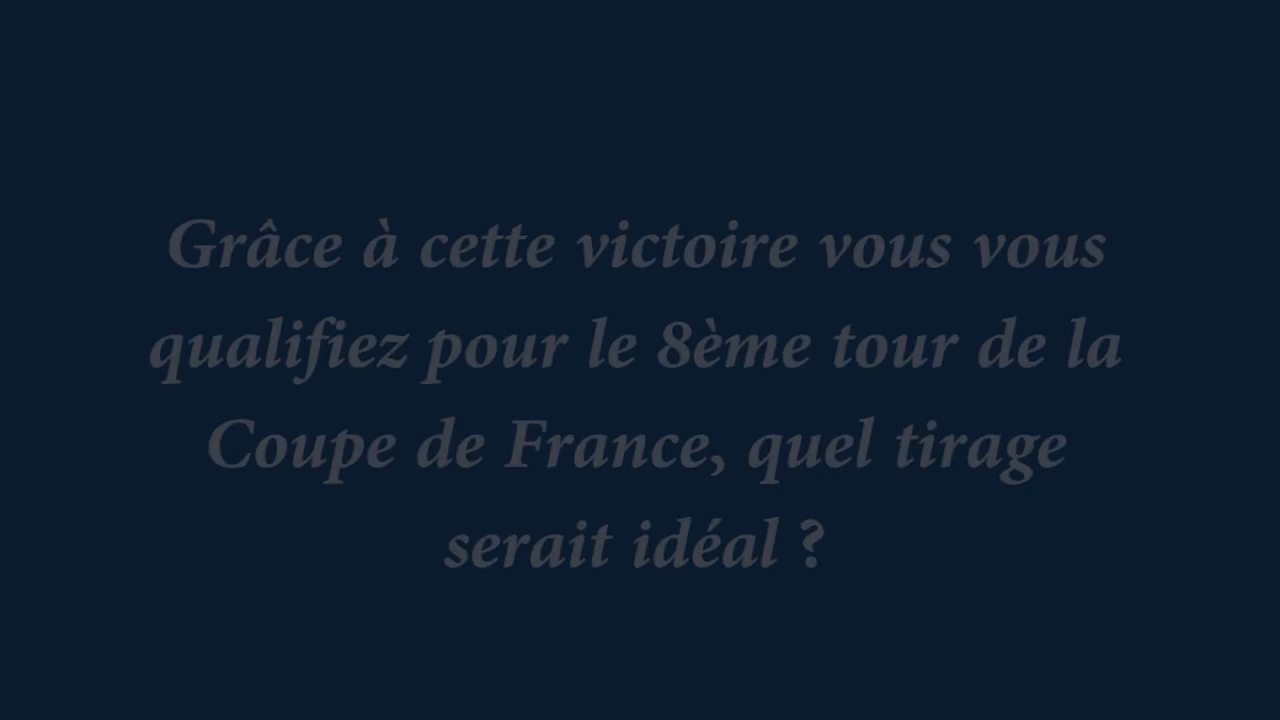 Grâce à cette victoire vous vous
qualifiez pour le 8ème tour de la
Coupe de France, quel tirage
serait idéal ?